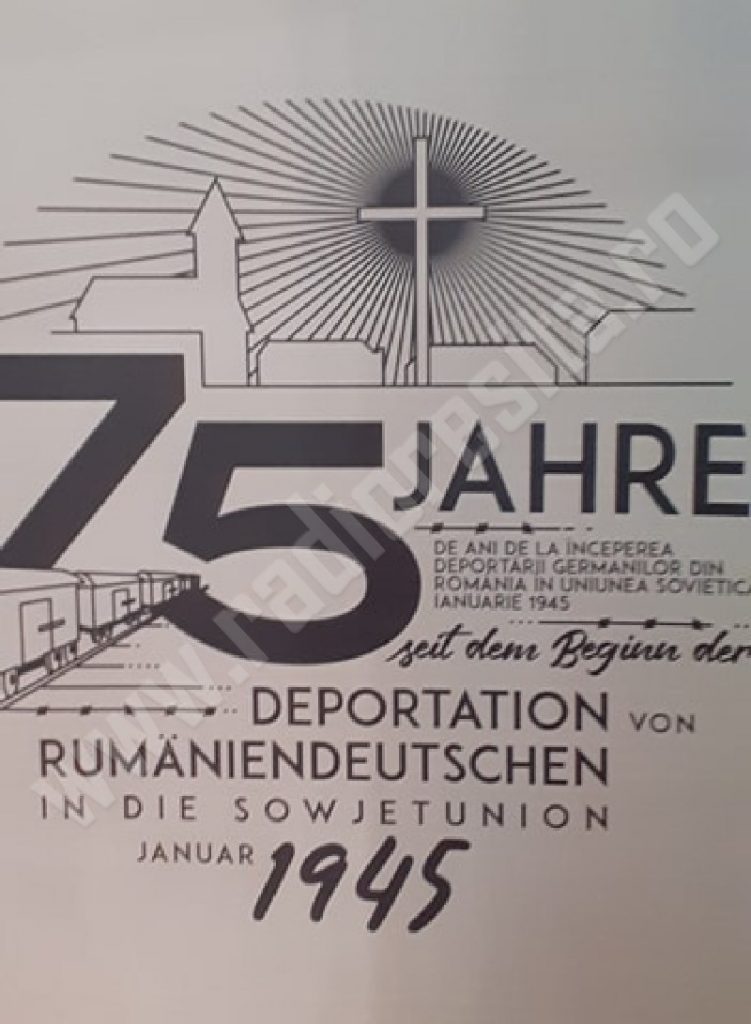 75 JAHRE
DE ANI DE LA ÎNCEPEREA
DEPORTĂRII GERMANILOR DIN
ROMÂNIA ÎN UNIUNEA SOVIETIC
IANUARIE 1945
seit dem Beginn der
DEPORTATION VON
RUMÄNIENDEUTSCHEN
IN DIE SOWJETUNION
JANUAR 1945
www.radioresita.ro